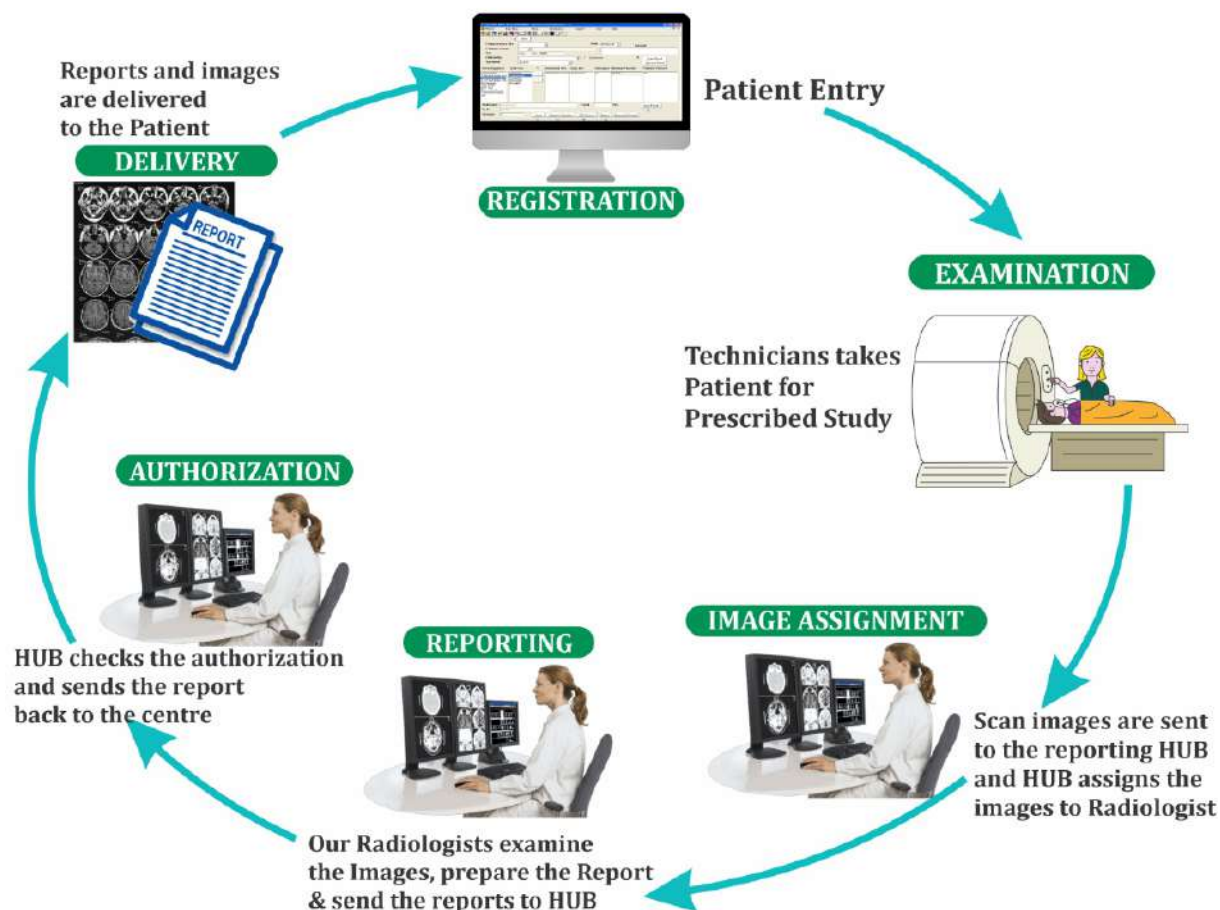 Patient Entry
REGISTRATION
EXAMINATION
Technicians takes
Patient for
Prescribed Study
IMAGE ASSIGNMENT
Scan images are sent
to the reporting HUB
and HUB assigns the
images to Radiologist
REPORTING
Our Radiologists examine
the Images, prepare the Report
& send the reports to HUB
AUTHORIZATION
HUB checks the authorization
and sends the report
back to the centre
Reports and images
are delivered
to the Patient
DELIVERY
REPORT